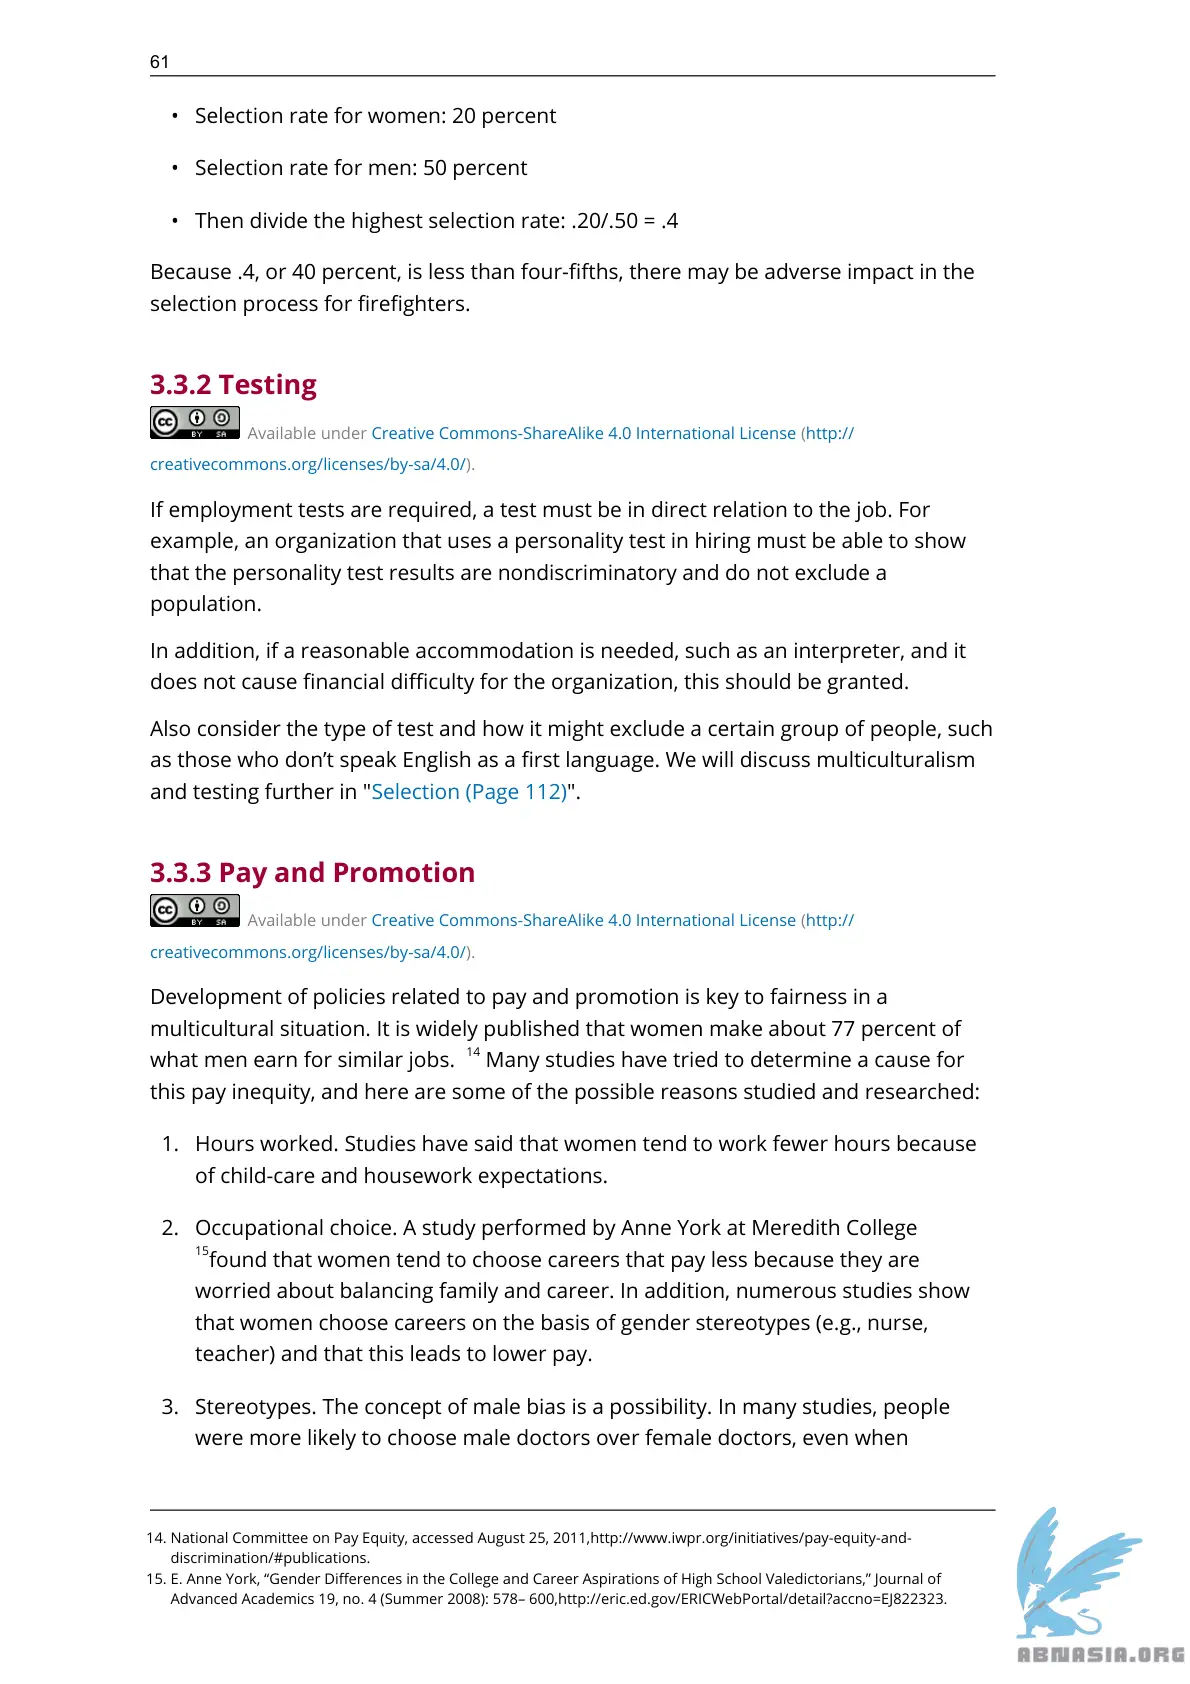 61
• Selection rate for women: 20 percent
• Selection rate for men: 50 percent
• Then divide the highest selection rate: .20/.50 = .4
Because .4, or 40 percent, is less than four-fifths, there may be adverse impact in the
selection process for firefighters.
3.3.2 Testing
cc BY SA Available under Creative Commons-ShareAlike 4.0 International License (http://
creativecommons.org/licenses/by-sa/4.0/).
If employment tests are required, a test must be in direct relation to the job. For
example, an organization that uses a personality test in hiring must be able to show
that the personality test results are nondiscriminatory and do not exclude a
population.
In addition, if a reasonable accommodation is needed, such as an interpreter, and it
does not cause financial difficulty for the organization, this should be granted.
Also consider the type of test and how it might exclude a certain group of people, such
as those who don’t speak English as a first language. We will discuss multiculturalism
and testing further in "Selection (Page 112)".
3.3.3 Pay and Promotion
cc BY SA Available under Creative Commons-ShareAlike 4.0 International License (http://
creativecommons.org/licenses/by-sa/4.0/).
Development of policies related to pay and promotion is key to fairness in a
multicultural situation. It is widely published that women make about 77 percent of
what men earn for similar jobs. 14 Many studies have tried to determine a cause for
this pay inequity, and here are some of the possible reasons studied and researched:
1. Hours worked. Studies have said that women tend to work fewer hours because
of child-care and housework expectations.
2. Occupational choice. A study performed by Anne York at Meredith College
15found that women tend to choose careers that pay less because they are
worried about balancing family and career. In addition, numerous studies show
that women choose careers on the basis of gender stereotypes (e.g., nurse,
teacher) and that this leads to lower pay.
3. Stereotypes. The concept of male bias is a possibility. In many studies, people
were more likely to choose male doctors over female doctors, even when
14. National Committee on Pay Equity, accessed August 25, 2011,http://www.iwpr.org/initiatives/pay-equity-and-
discrimination/#publications.
15. E. Anne York, “Gender Differences in the College and Career Aspirations of High School Valedictorians,” Journal of
Advanced Academics 19, no. 4 (Summer 2008): 578– 600,http://eric.ed.gov/ERICWebPortal/detail?accno=EJ822323.
ABNASIA.ORG